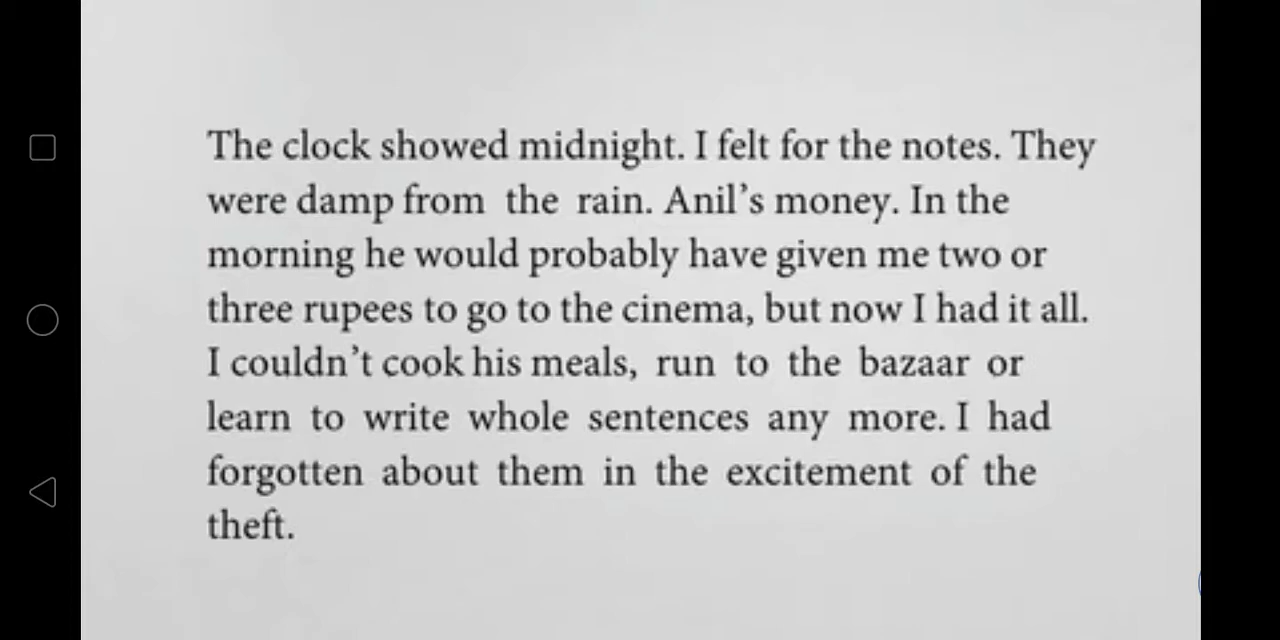 The clock showed midnight. I felt for the notes. They
were damp from the rain. Anil’s money. In the
morning he would probably have given me two or
three rupees to go to the cinema, but now I had it all.
I couldn’t cook his meals, run to the bazaar or
learn to write whole sentences any more. I had
forgotten about them in the excitement of the
theft.